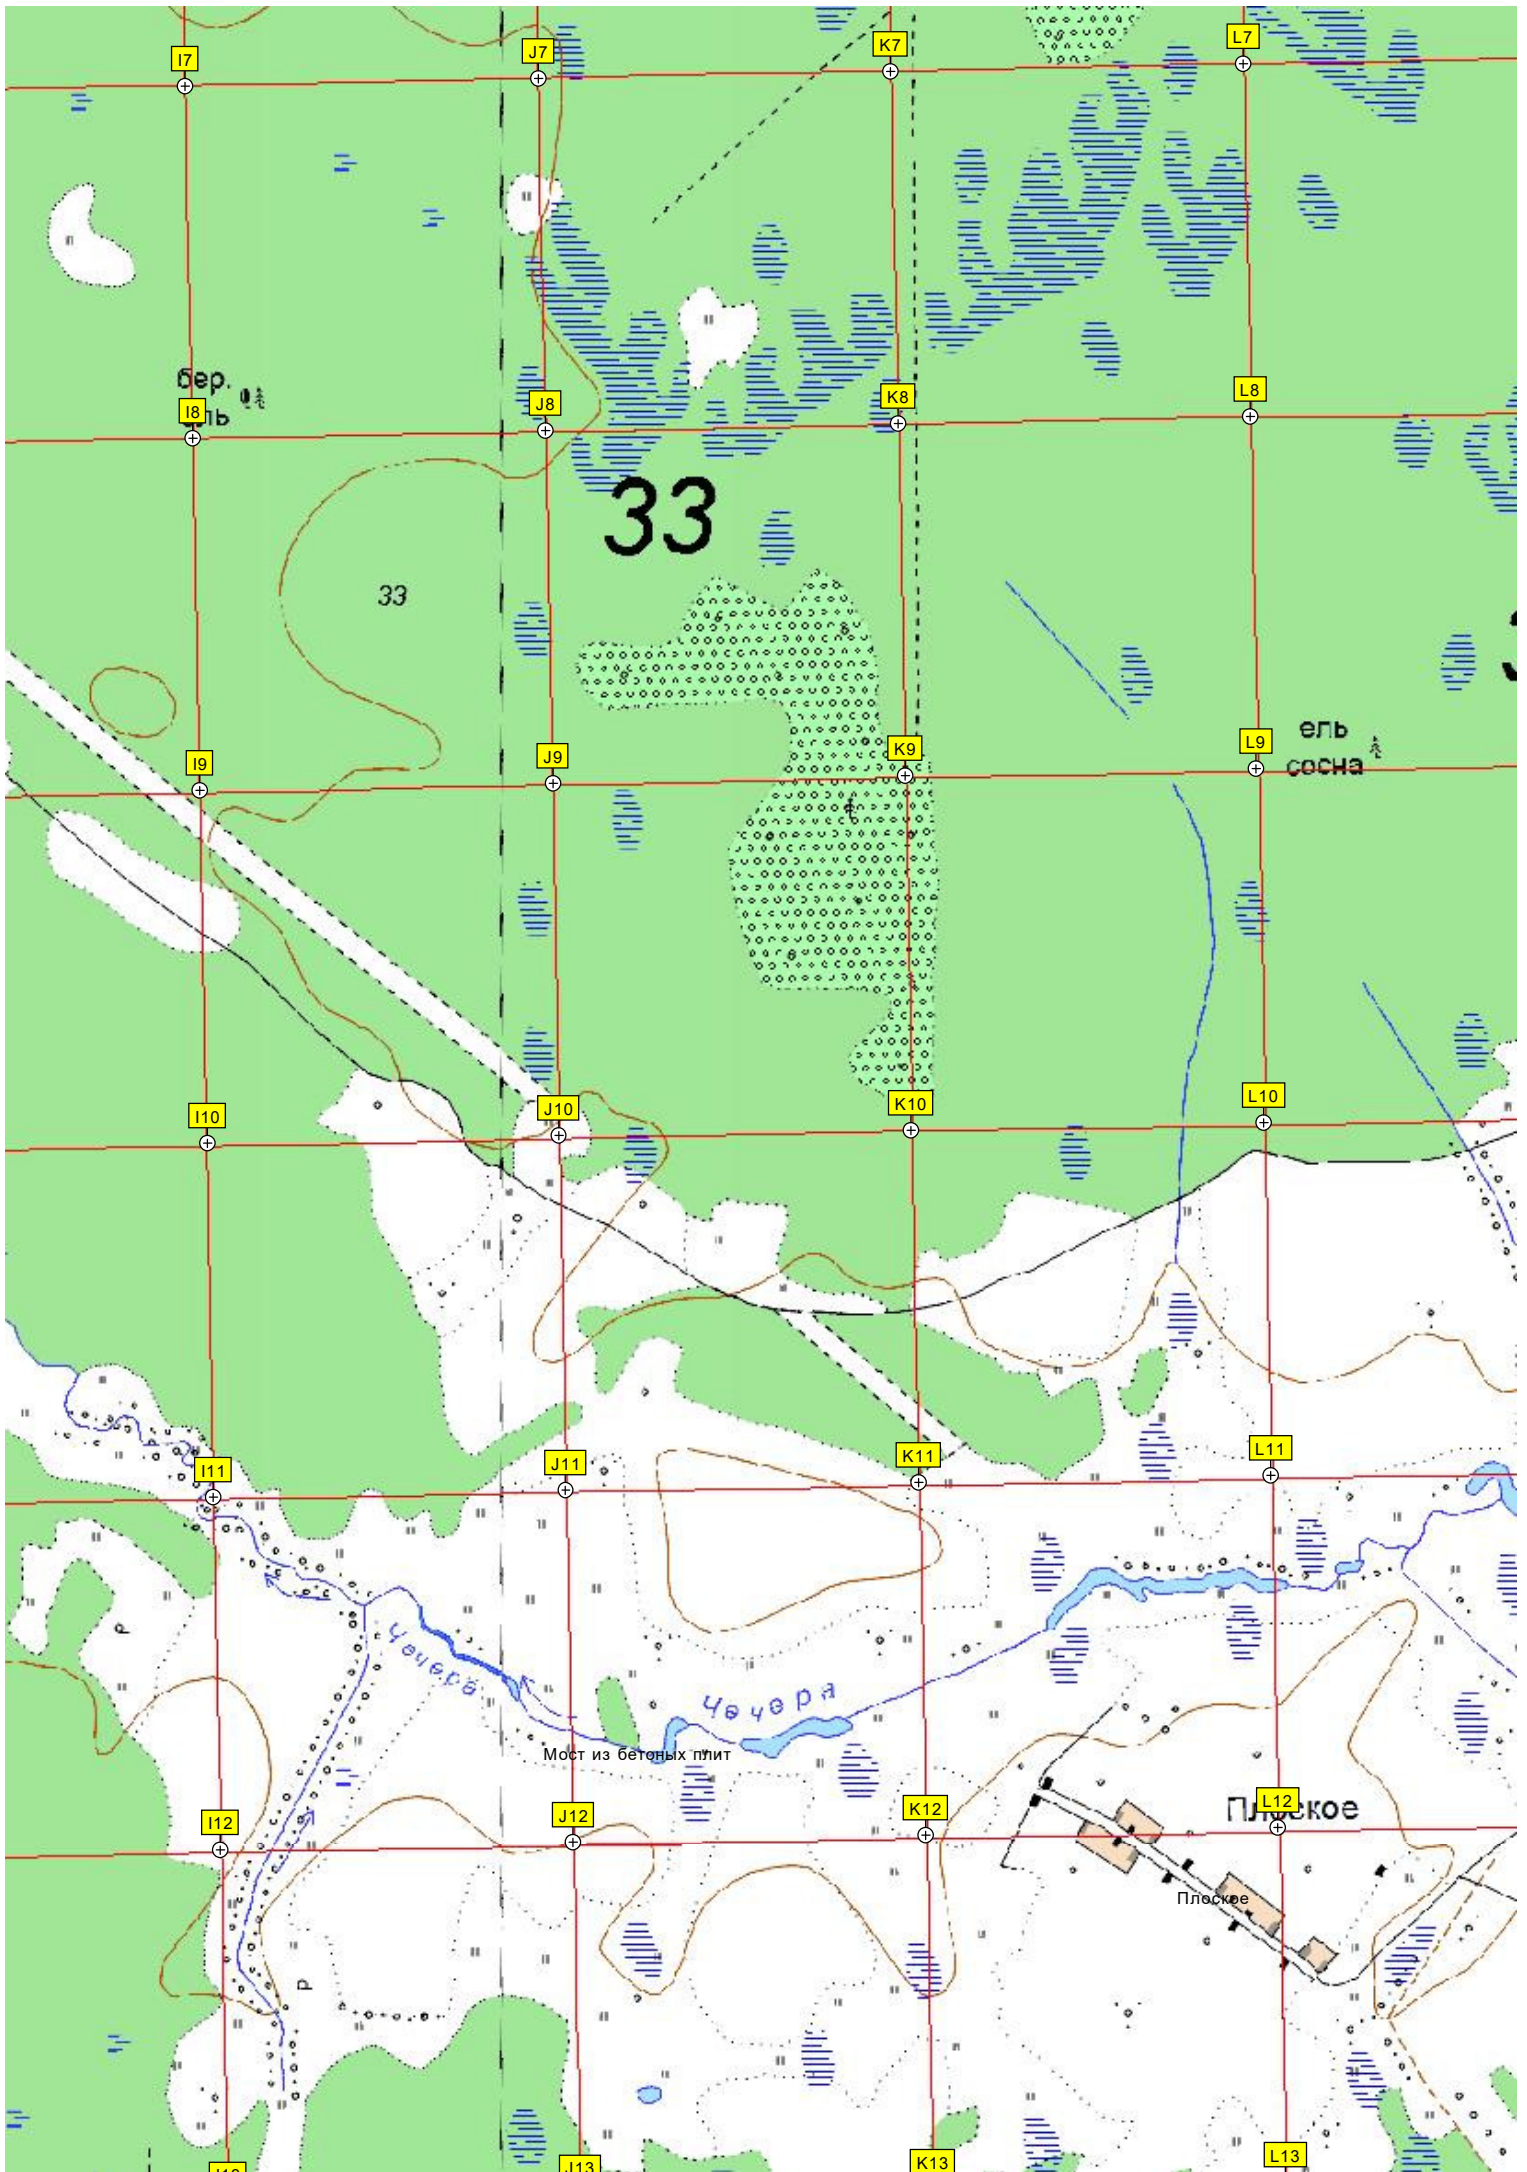 I7
J7
K7
L7
бер.
I8
J8
K8
L8
33
33
I9
J9
K9
L9
ель
сосна
I10
J10
K10
L10
I11
J11
K11
L11
р
Чечера
Чечера
Мост из бетоных плит
I12
J12
K12
L12
Плоское
Плоское
р
J13
K13
L13